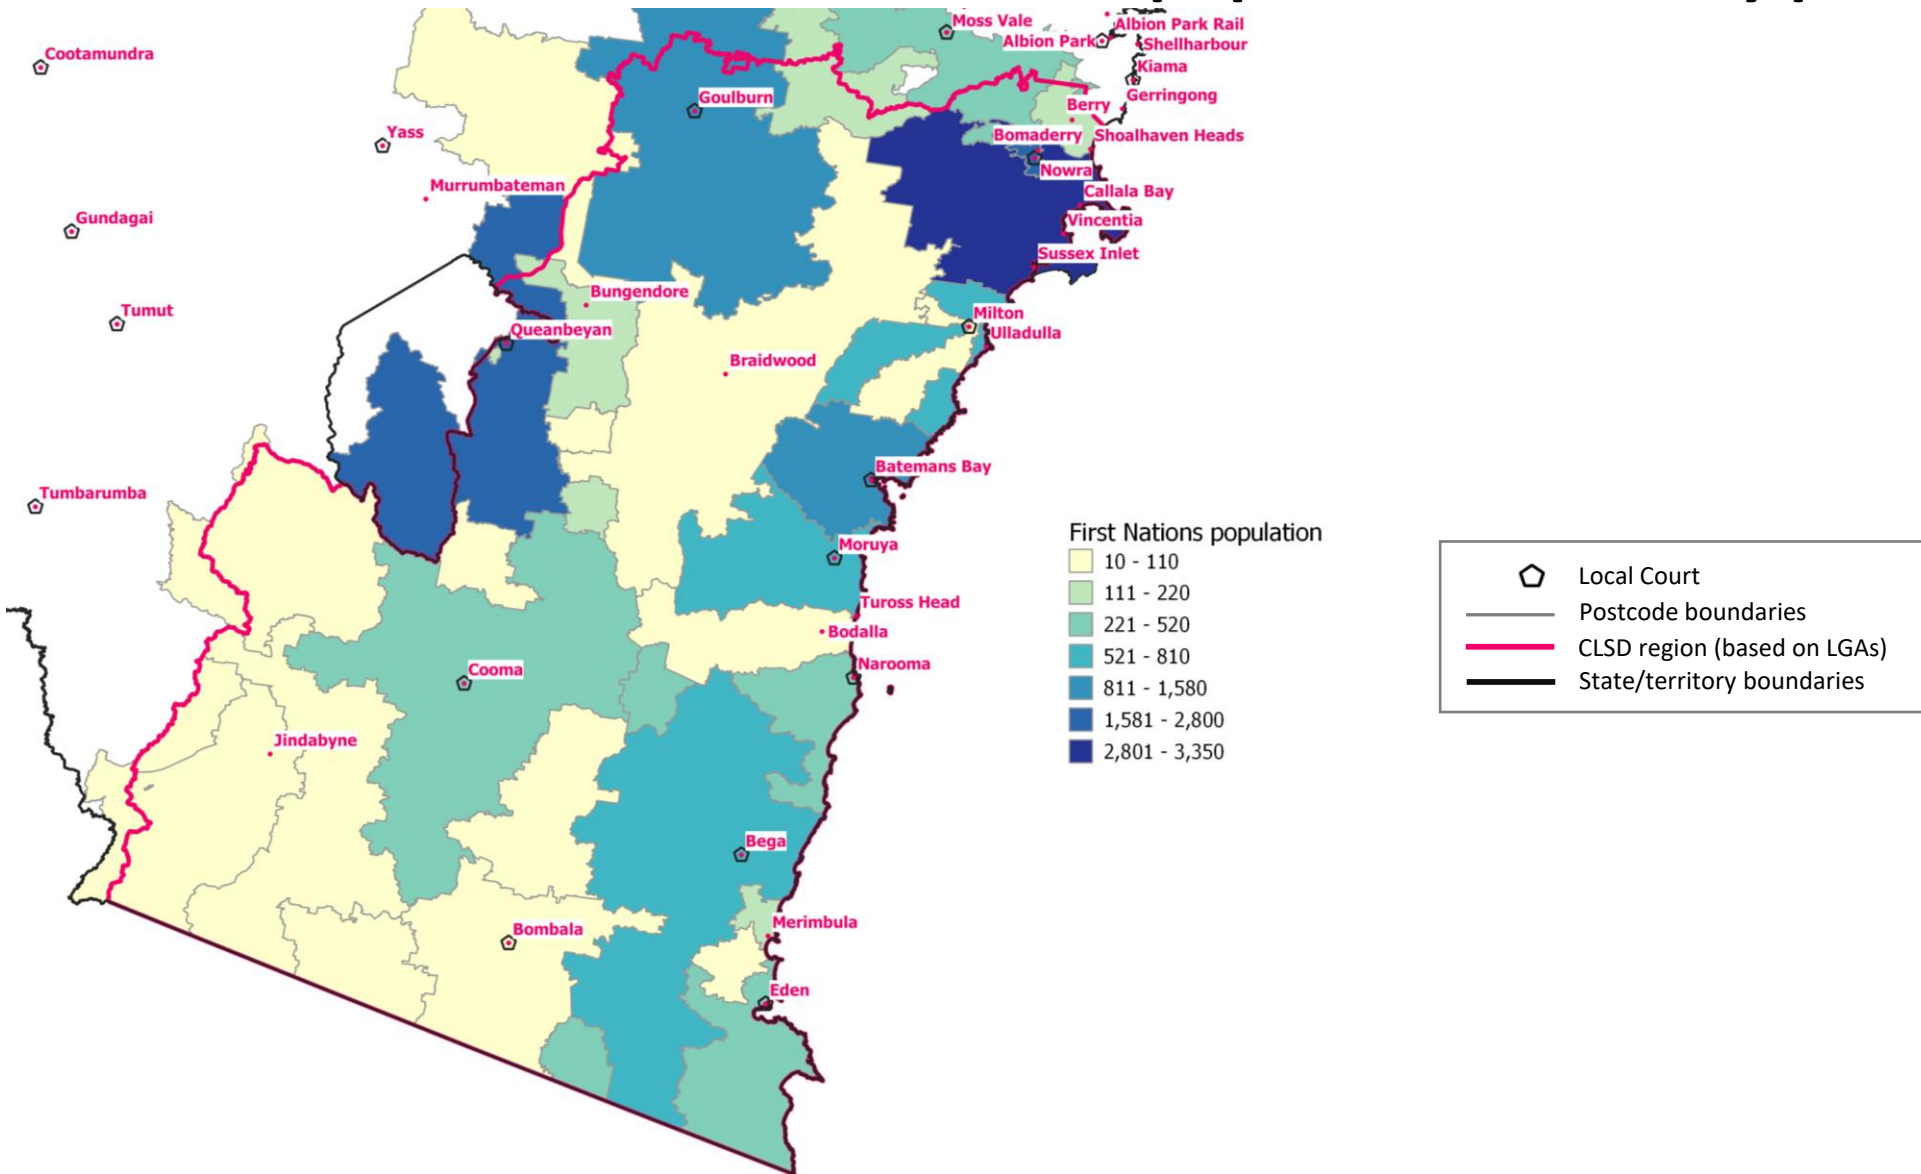 Moss Vale
Albion Park Rail
Albion Park
Shellharbour
Cootamundra
Kiama
Goulburn
Gerringong
Berry
Yass
Bomaderry
Shoalhaven Heads
Nowra
Murrumbateman
Callala Bay
Gundagai
Vincentia
Sussex Inlet
Bungendore
Tumut
Milton
Queanbeyan
Ulladulla
Braidwood
Batemans Bay
Tumbarumba
Moruya
Tuross Head
Bodalla
Narooma
Cooma
Jindabyne
Bega
Merimbula
Bombala
Eden
First Nations population
10 - 110
111 - 220
221 - 520
521 - 810
811 - 1,580
1,581 - 2,800
2,801 - 3,350
Local Court
Postcode boundaries
CLSD region (based on LGAs)
State/territory boundaries